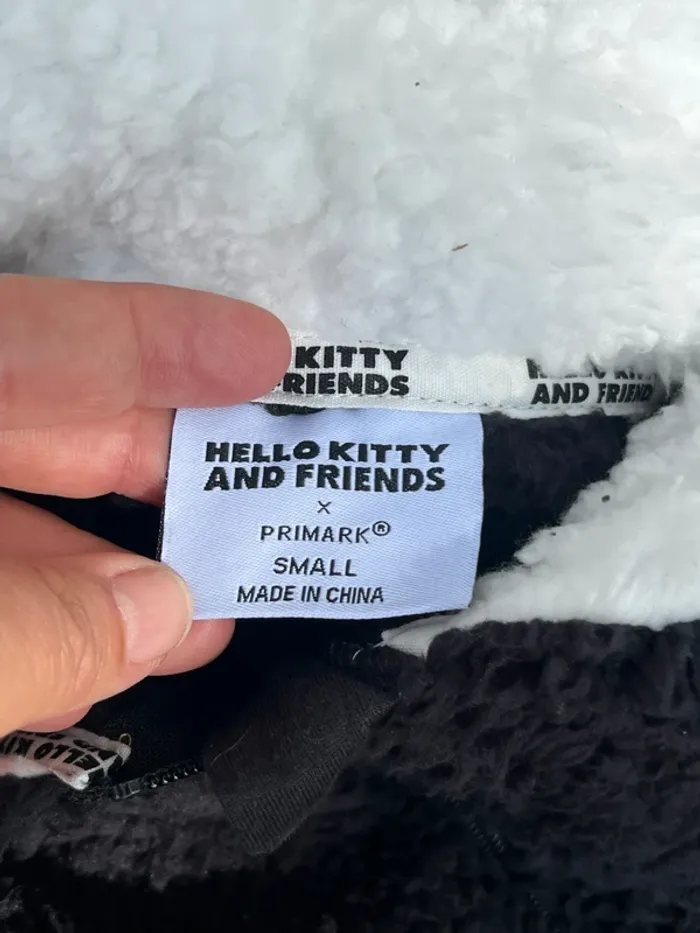 KITTY
FRIENDS
AND FRIEND
HELLO KITTY
AND FRIENDS
X
PRIMARK®
SMALL
MADE IN CHINA